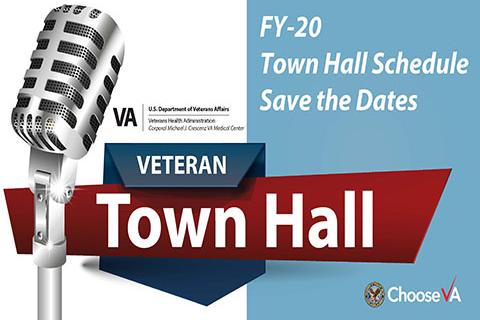 FY-20
Town Hall Schedule
Save the Dates
VA
U.S. Department of Veterans Affairs
Veterans Health Administration
Corporal Michael J. Crescenz VA Medical Center
VETERAN
Town Hall
ChooseVA